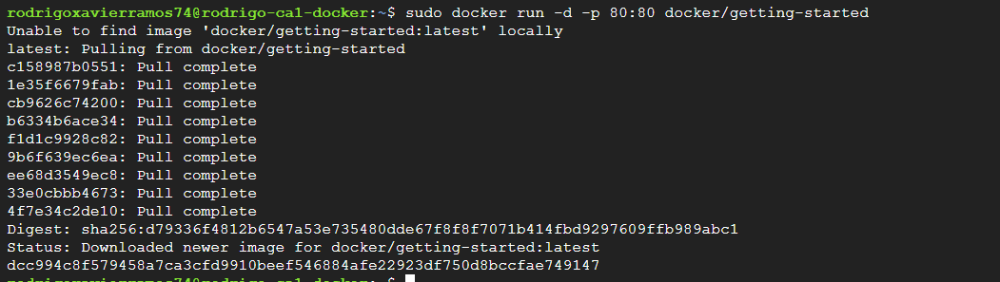 rodrigoxavierramos74@rodrigo-ca1-docker:~$ sudo docker run -d -p 80:80 docker/getting-started
Unable to find image 'docker/getting-started:latest' locally
latest: Pulling from docker/getting-started
c158987b0551: Pull complete
1e35f6679fab: Pull complete
cb9626c74200: Pull complete
b6334b6ace34: Pull complete
f1d1c9928c82: Pull complete
9b6f639ec6ea: Pull complete
ee68d3549ec8: Pull complete
33e0cbbb4673: Pull complete
4f7e34c2de10: Pull complete
Digest: sha256:d79336f4812b6547a53e735480dde67f8f8f7071b414fbd9297609ffb989abc1
Status: Downloaded newer image for docker/getting-started:latest
dcc994c8f579458a7ca3cfd9910beef546884afe22923df750d8bccfae749147
rodrigoxavierramos74@rodrigo-ca1-docker:~$